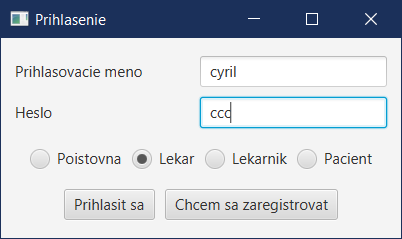 Prihlasenie
Prihlasovacie meno cyril
Heslo ccc
Poistovna Lekar Lekarnik Pacient
Prihlasit sa Chcem sa zaregistrovat